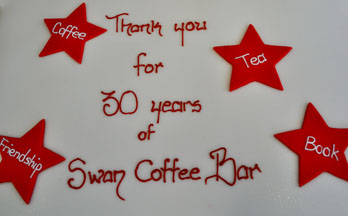 Coffee
Thank you
for
Tea
30 years
of
Friendship
Book
Swan Coffee Bar